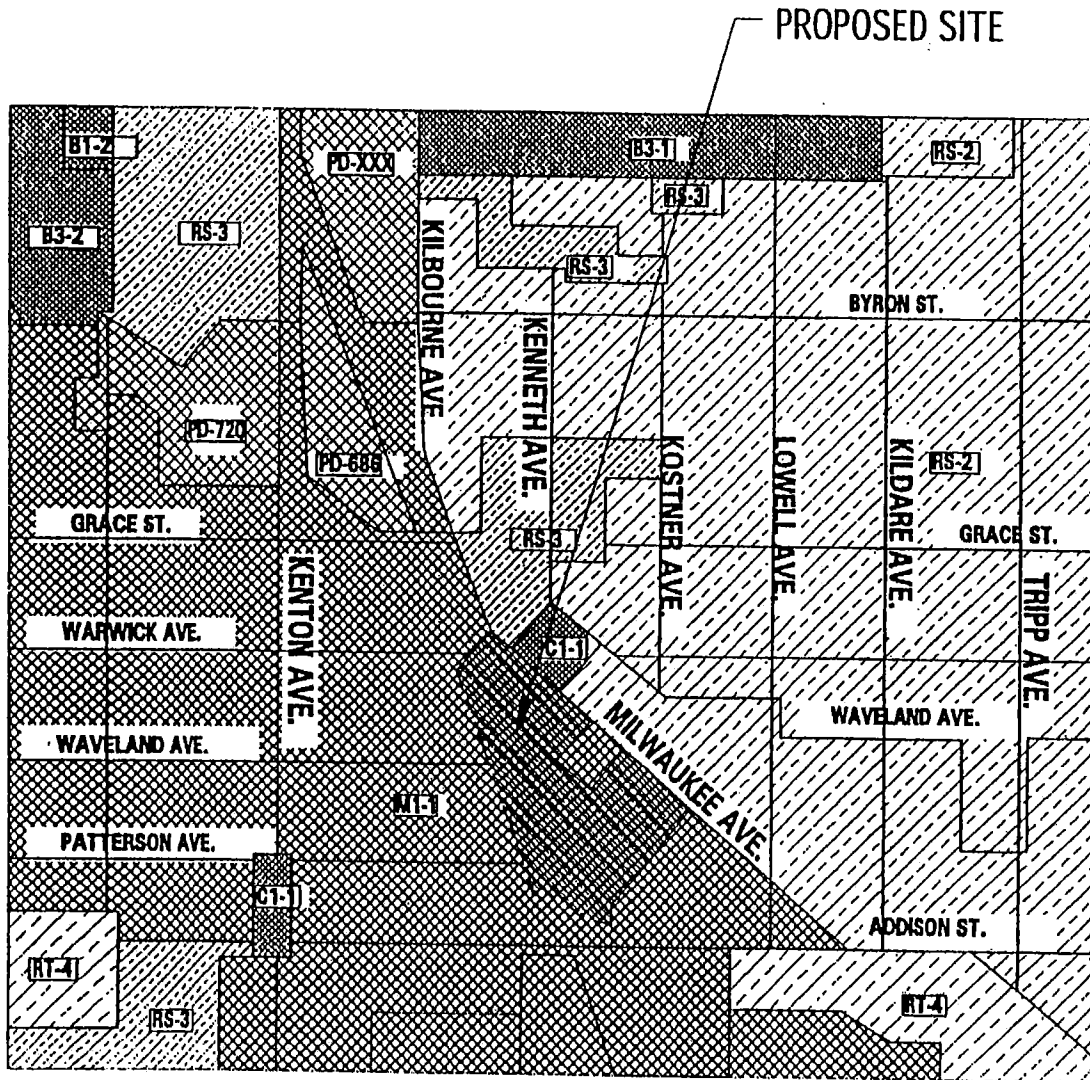 PROPOSED SITE
B1-2
PD-XXX
B3-1
RS-2
RS-3
B3-2
RS-3
RS-3
KILBOURNE AVE
BYRON ST.
KENNETH AVE.
PD-720
PD-686
KOSTNER AVE.
LOWELL AVE.
KILDARE AVE.
RS-2
GRACE ST.
RS-3
GRACE ST.
KENTON AVE.
TRIPP AVE.
WARWICK AVE.
C1-1
MILWAUKEE AVE.
WAVELAND AVE.
WAVELAND AVE.
M1-1
PATTERSON AVE.
C1-1
ADDISON ST.
RT-4
RS-3
RT-4